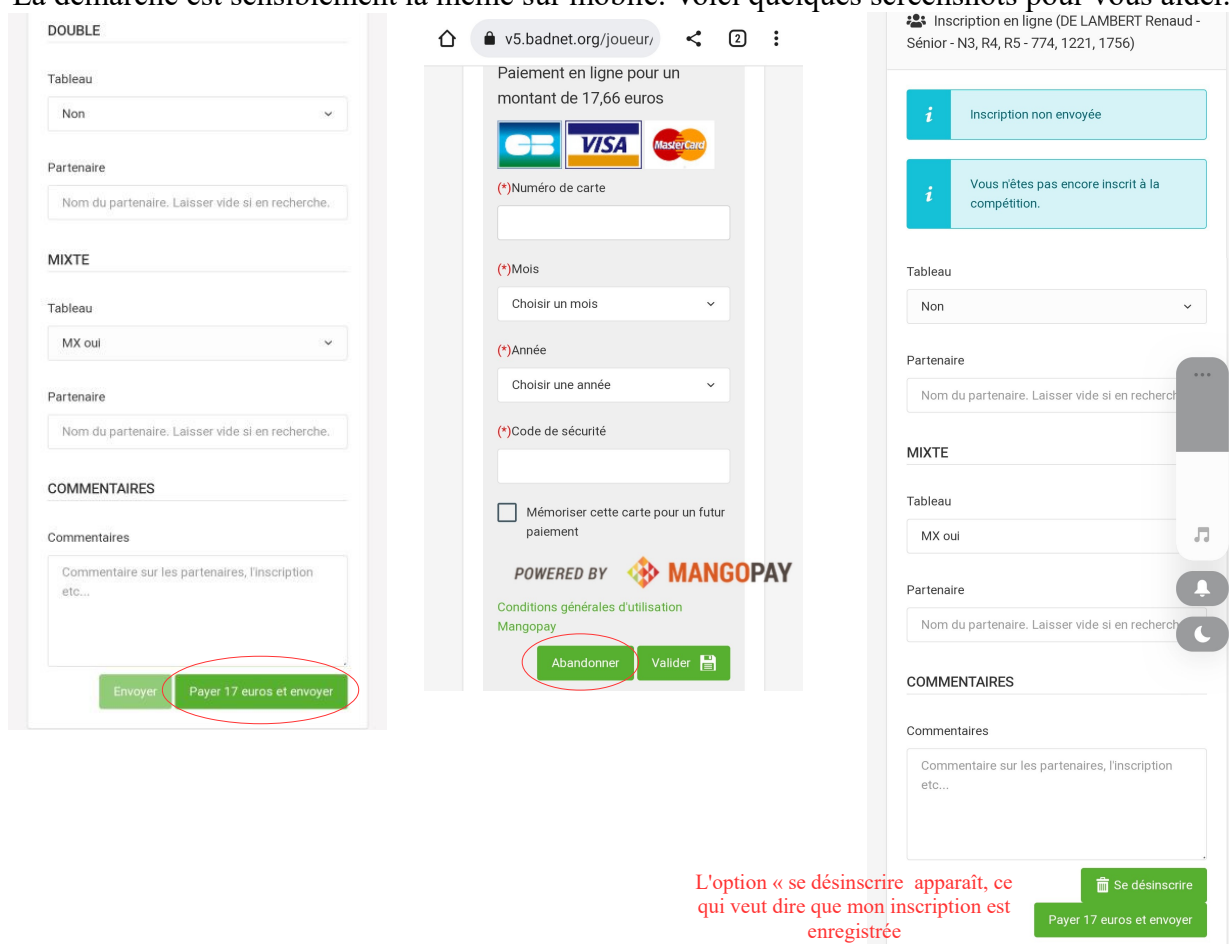 La démarche est sensiblement la même sur mobile. Voici quelques screenshots pour vous aider.
DOUBLE
Tableau
Non
Partenaire
Nom du partenaire. Laisser vide si en recherche.
MIXTE
Tableau
MX oui
Partenaire
Nom du partenaire. Laisser vide si en recherche.
COMMENTAIRES
Commentaires
Commentaire sur les partenaires, l'inscription
etc...
Envoyer
Payer 17 euros et envoyer
v5.badnet.org/joueur/
2
Paiement en ligne pour un
montant de 17,66 euros
CB
VISA
MasterCard
(*)Numéro de carte
(*)Mois
Choisir un mois
(*)Année
Choisir une année
(*)Code de sécurité
Mémoriser cette carte pour un futur
paiement
POWERED BY MANGOPAY
Conditions générales d'utilisation
Mangopay
Abandonner
Valider
Inscription en ligne (DE LAMBERT Renaud -
Sénior - N3, R4, R5 - 774, 1221, 1756)
i Inscription non envoyée
i Vous n'êtes pas encore inscrit à la
compétition.
Tableau
Non
Partenaire
Nom du partenaire. Laisser vide si en recherch
MIXTE
Tableau
MX oui
Partenaire
Nom du partenaire. Laisser vide si en recherch
COMMENTAIRES
Commentaires
Commentaire sur les partenaires, l'inscription
etc...
Se désinscrire
Payer 17 euros et envoyer
L'option « se désinscrire apparaît, ce
qui veut dire que mon inscription est
enregistrée